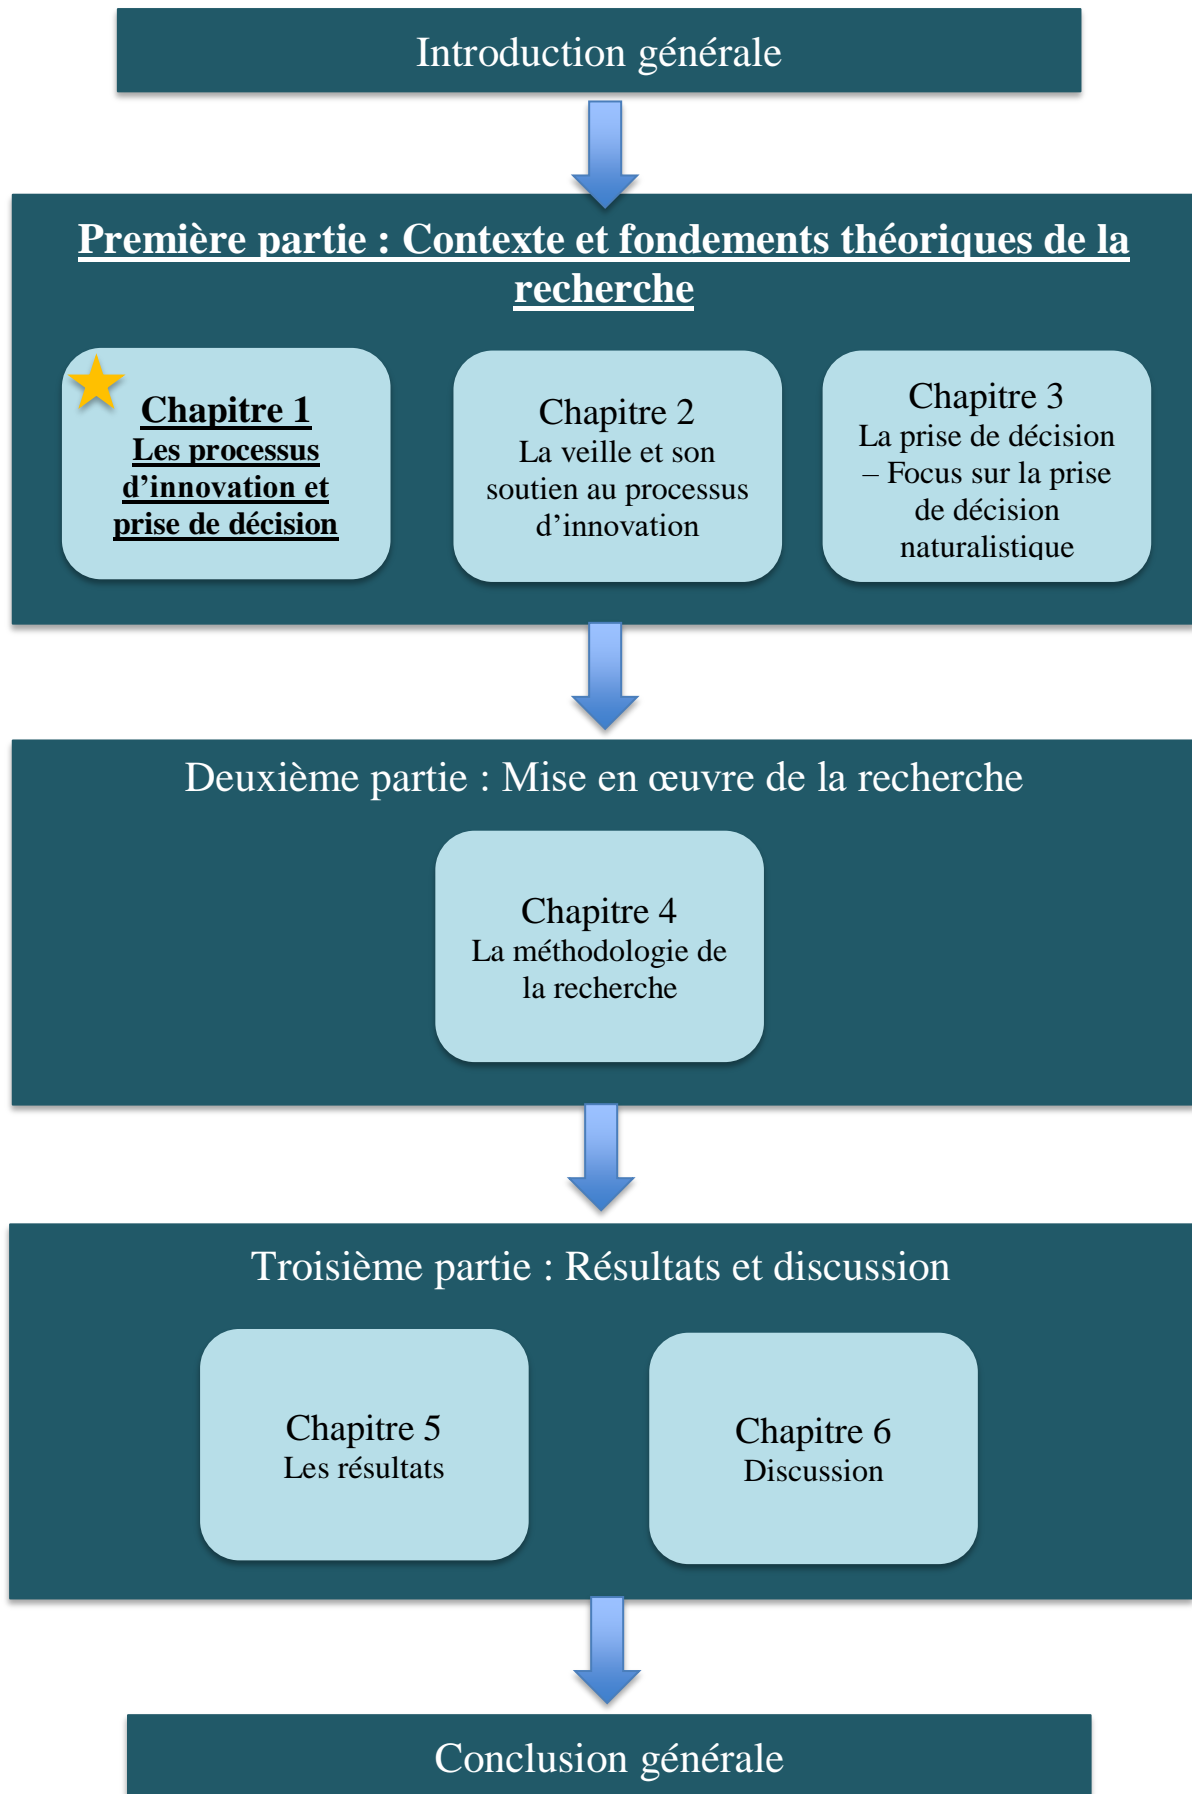 Introduction générale
Première partie : Contexte et fondements théoriques de la
recherche
Chapitre 1
Les processus
d’innovation et
prise de décision
Chapitre 2
La veille et son
soutien au processus
d’innovation
Chapitre 3
La prise de décision
– Focus sur la prise
de décision
naturalistique
Deuxième partie : Mise en œuvre de la recherche
Chapitre 4
La méthodologie de
la recherche
Troisième partie : Résultats et discussion
Chapitre 5
Les résultats
Chapitre 6
Discussion
Conclusion générale